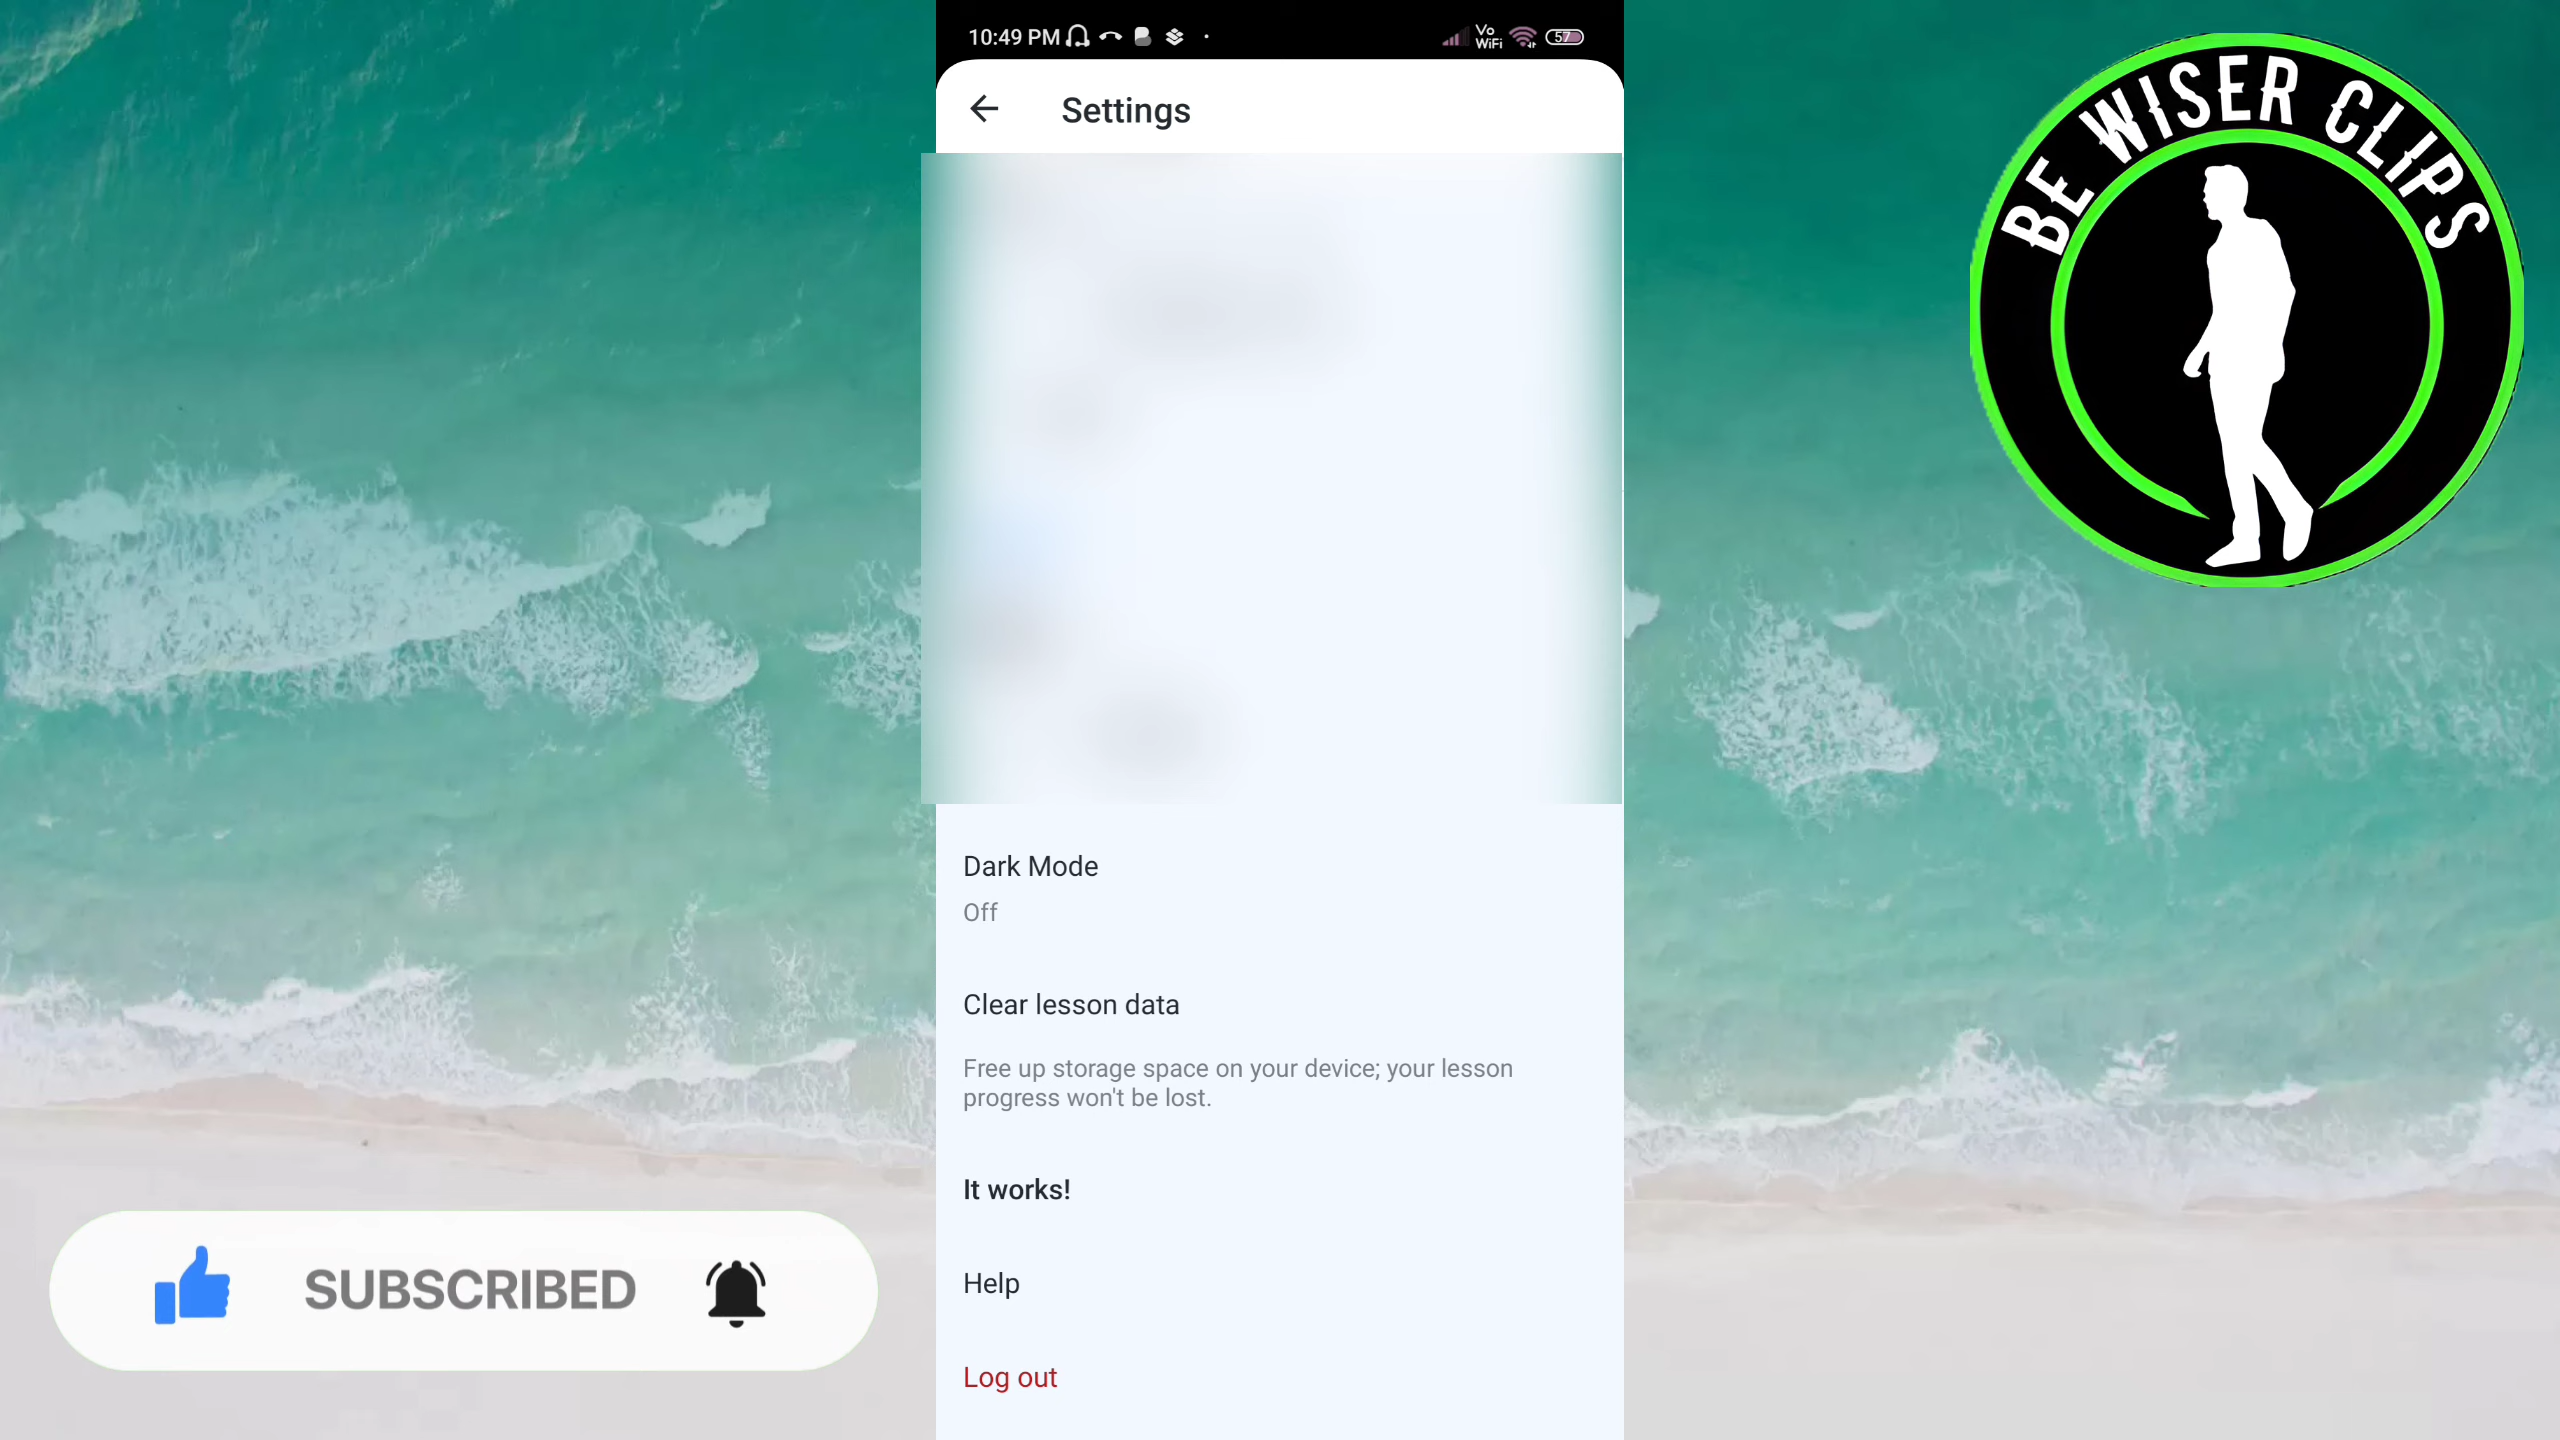 10:49 PM
Vo
WiFi
57
Settings
BE WISER CLIPS
Dark Mode
Off
Clear lesson data
Free up storage space on your device; your lesson
progress won't be lost.
It works!
Help
Log out
SUBSCRIBED